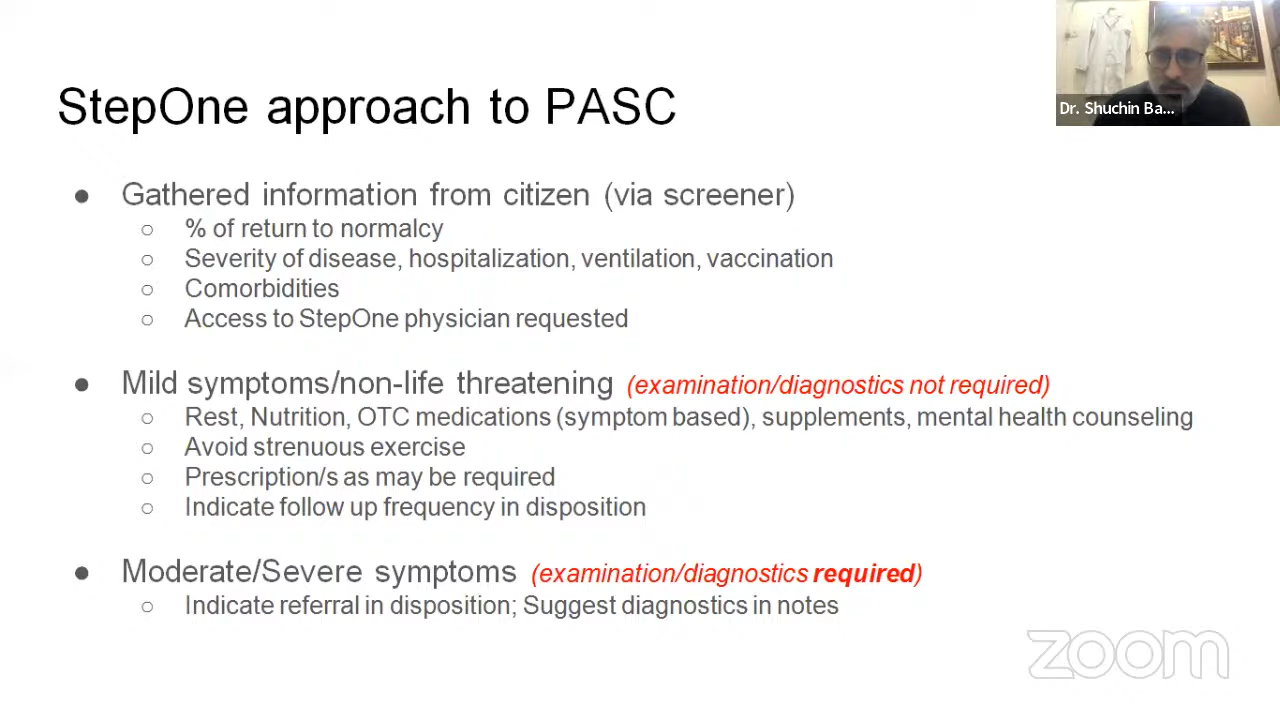 StepOne approach to PASC
Dr. Shuchin Ba...
● Gathered information from citizen (via screener)
○ % of return to normalcy
○ Severity of disease, hospitalization, ventilation, vaccination
○ Comorbidities
○ Access to StepOne physician requested
● Mild symptoms/non-life threatening (examination/diagnostics not required)
○ Rest, Nutrition, OTC medications (symptom based), supplements, mental health counseling
○ Avoid strenuous exercise
○ Prescription/s as may be required
○ Indicate follow up frequency in disposition
● Moderate/Severe symptoms (examination/diagnostics required)
○ Indicate referral in disposition; Suggest diagnostics in notes
zoom